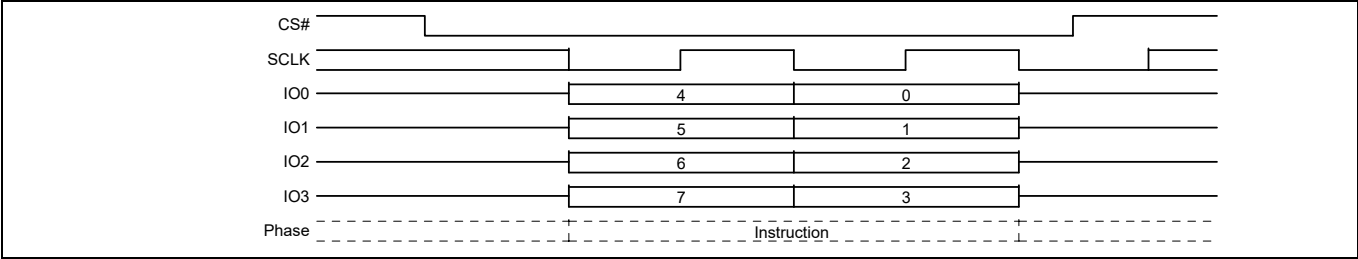 CS#
SCLK
IO0 4 0
IO1 5 1
IO2 6 2
IO3 7 3
Phase Instruction